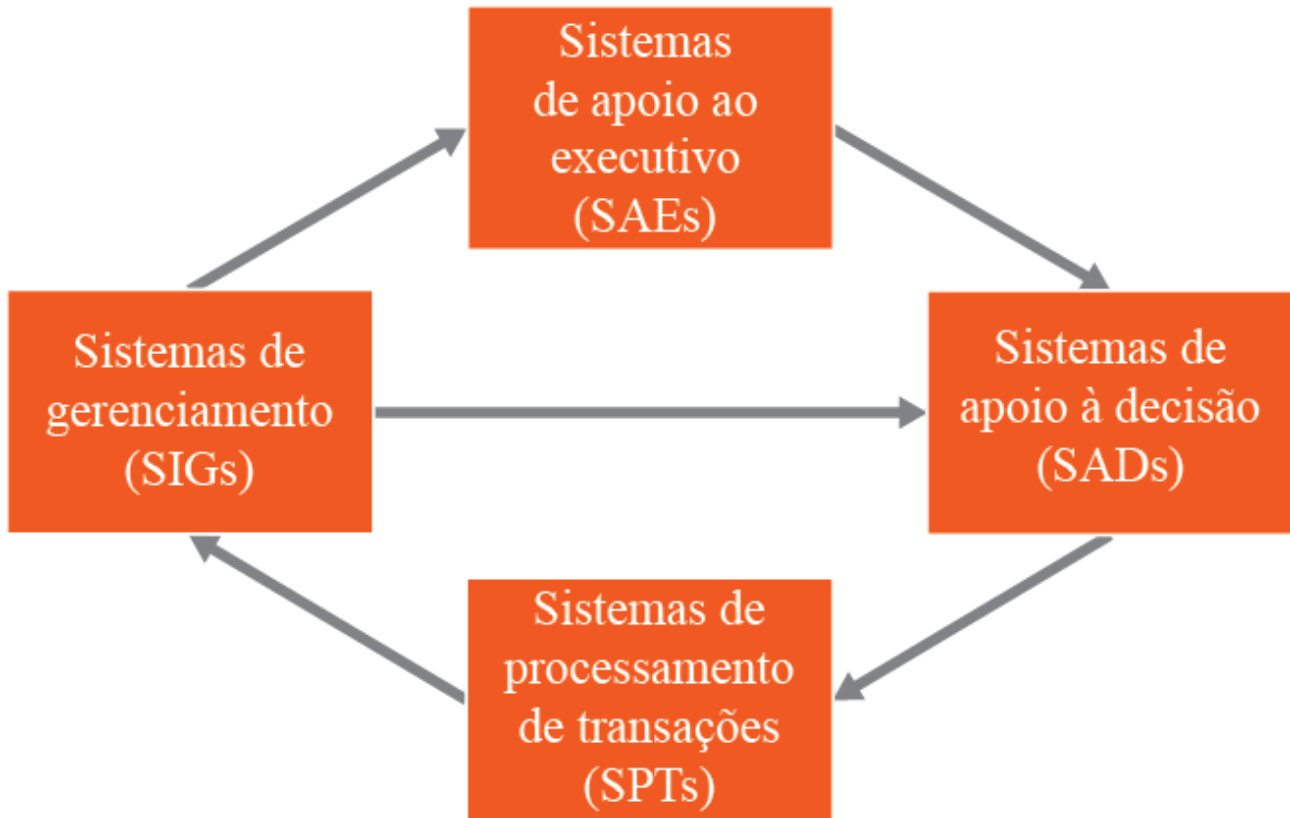 Sistemas
de apoio ao
executivo
(SAEs)
Sistemas de
gerenciamento
(SIGs)
Sistemas de
apoio à decisão
(SADs)
Sistemas de
processamento
de transações
(SPTs)